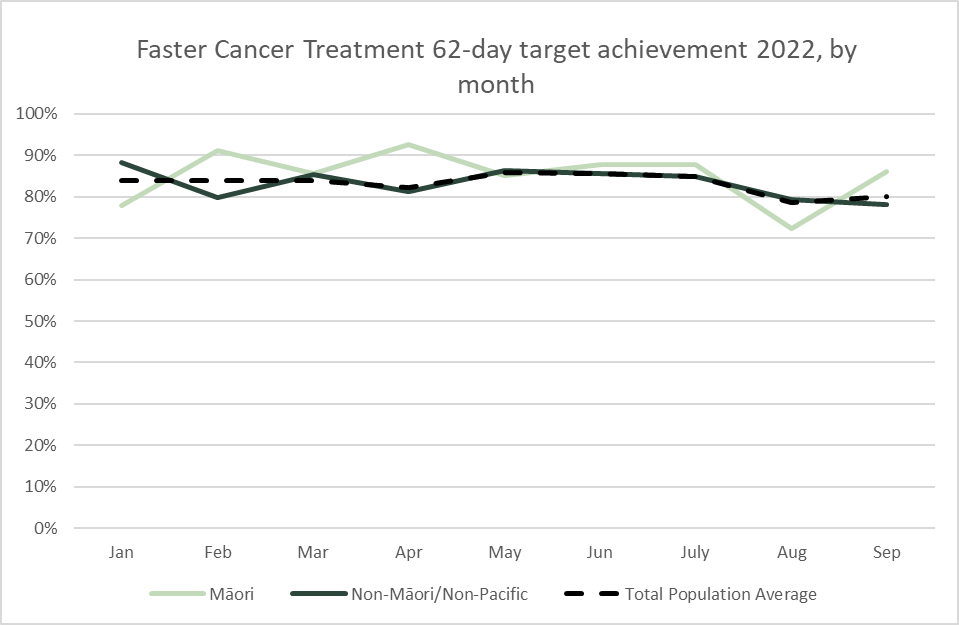 Faster Cancer Treatment 62-day target achievement 2022, by
month
100%
90%
80%
70%
60%
50%
40%
30%
20%
10%
0%
Jan Feb Mar Apr May Jun July Aug Sep
Māori Non-Māori/Non-Pacific Total Population Average